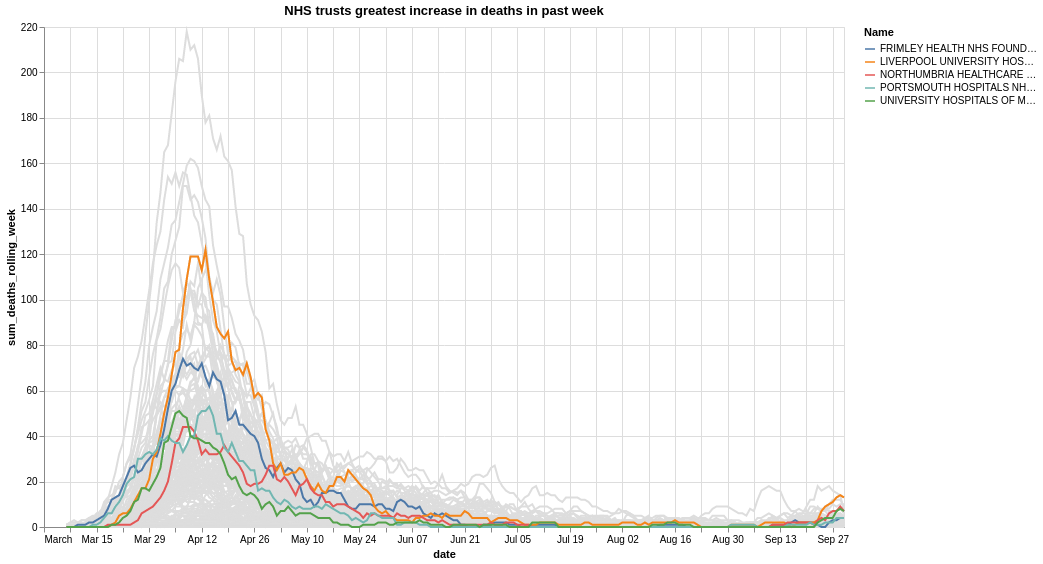 NHS trusts greatest increase in deaths in past week
Name
FRIMLEY HEALTH NHS FOUND…
LIVERPOOL UNIVERSITY HOS…
NORTHUMBRIA HEALTHCARE …
PORTSMOUTH HOSPITALS NH…
UNIVERSITY HOSPITALS OF M…
sum_deaths_rolling_week
220
200
180
160
140
120
100
80
60
40
20
0
March Mar 15 Mar 29 Apr 12 Apr 26 May 10 May 24 Jun 07 Jun 21 Jul 05 Jul 19 Aug 02 Aug 16 Aug 30 Sep 13 Sep 27
date